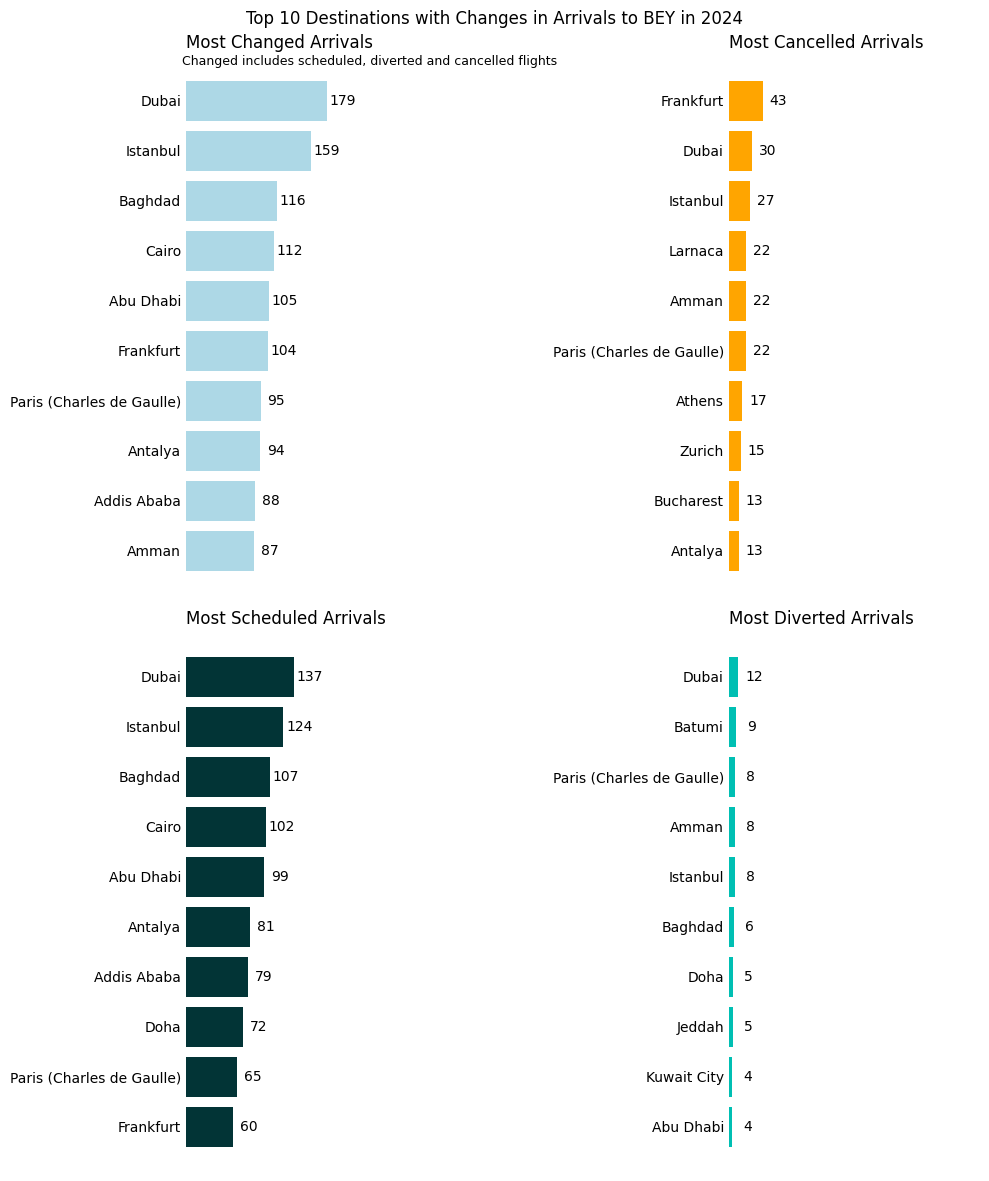 Top 10 Destinations with Changes in Arrivals to BEY in 2024
Most Changed Arrivals
Changed includes scheduled, diverted and cancelled flights
Dubai 179
Istanbul 159
Baghdad 116
Cairo 112
Abu Dhabi 105
Frankfurt 104
Paris (Charles de Gaulle) 95
Antalya 94
Addis Ababa 88
Amman 87
Most Cancelled Arrivals
Frankfurt 43
Dubai 30
Istanbul 27
Larnaca 22
Amman 22
Paris (Charles de Gaulle) 22
Athens 17
Zurich 15
Bucharest 13
Antalya 13
Most Scheduled Arrivals
Dubai 137
Istanbul 124
Baghdad 107
Cairo 102
Abu Dhabi 99
Antalya 81
Addis Ababa 79
Doha 72
Paris (Charles de Gaulle) 65
Frankfurt 60
Most Diverted Arrivals
Dubai 12
Batumi 9
Paris (Charles de Gaulle) 8
Amman 8
Istanbul 8
Baghdad 6
Doha 5
Jeddah 5
Kuwait City 4
Abu Dhabi 4